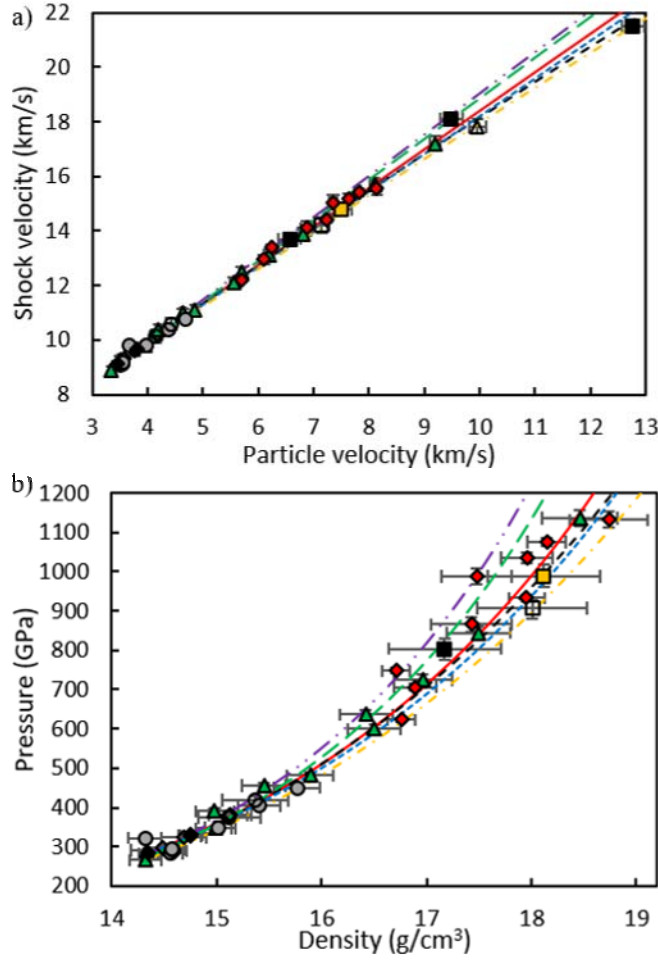 a)
22
20
18
16
14
12
10
8
Shock velocity (km/s)
3 4 5 6 7 8 9 10 11 12 13
Particle velocity (km/s)
b)
1200
1100
1000
900
800
700
600
500
400
300
200
Pressure (GPa)
14 15 16 17 18 19
Density (g/cm³)